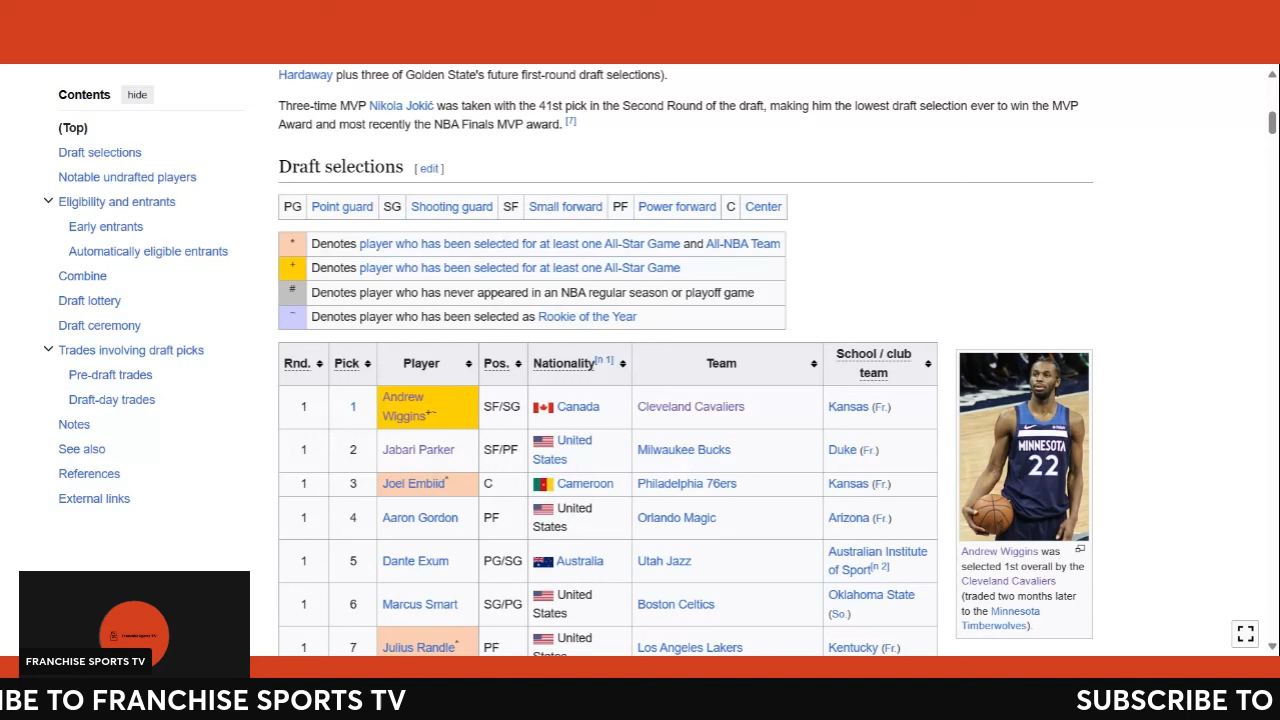 Hardaway plus three of Golden State's future first-round draft selections).
Contents hide
Three-time MVP Nikola Jokić was taken with the 41st pick in the Second Round of the draft, making him the lowest draft selection ever to win the MVP
Award and most recently the NBA Finals MVP award. [7]
(Top)
Draft selections
Notable undrafted players
Eligibility and entrants
Early entrants
Automatically eligible entrants
Combine
Draft lottery
Draft ceremony
Trades involving draft picks
Pre-draft trades
Draft-day trades
Notes
See also
References
External links
Draft selections [ edit ]
PG Point guard SG Shooting guard SF Small forward PF Power forward C Center
* Denotes player who has been selected for at least one All-Star Game and All-NBA Team
+ Denotes player who has been selected for at least one All-Star Game
# Denotes player who has never appeared in an NBA regular season or playoff game
~ Denotes player who has been selected as Rookie of the Year
Rnd. Pick Player Pos. Nationality[n 1] Team School / club team
1 1 Andrew Wiggins+~ SF/SG Canada Cleveland Cavaliers Kansas (Fr.)
1 2 Jabari Parker SF/PF United States Milwaukee Bucks Duke (Fr.)
1 3 Joel Embiid* C Cameroon Philadelphia 76ers Kansas (Fr.)
1 4 Aaron Gordon PF United States Orlando Magic Arizona (Fr.)
1 5 Dante Exum PG/SG Australia Utah Jazz Australian Institute of Sport[n 2]
1 6 Marcus Smart SG/PG United States Boston Celtics Oklahoma State (So.)
1 7 Julius Randle* PF United States Los Angeles Lakers Kentucky (Fr.)
MINNESOTA
22
Andrew Wiggins was
selected 1st overall by the
Cleveland Cavaliers
(traded two months later
to the Minnesota
Timberwolves).
Franchise Sports TV
FRANCHISE SPORTS TV
IBE TO FRANCHISE SPORTS TV
SUBSCRIBE TO